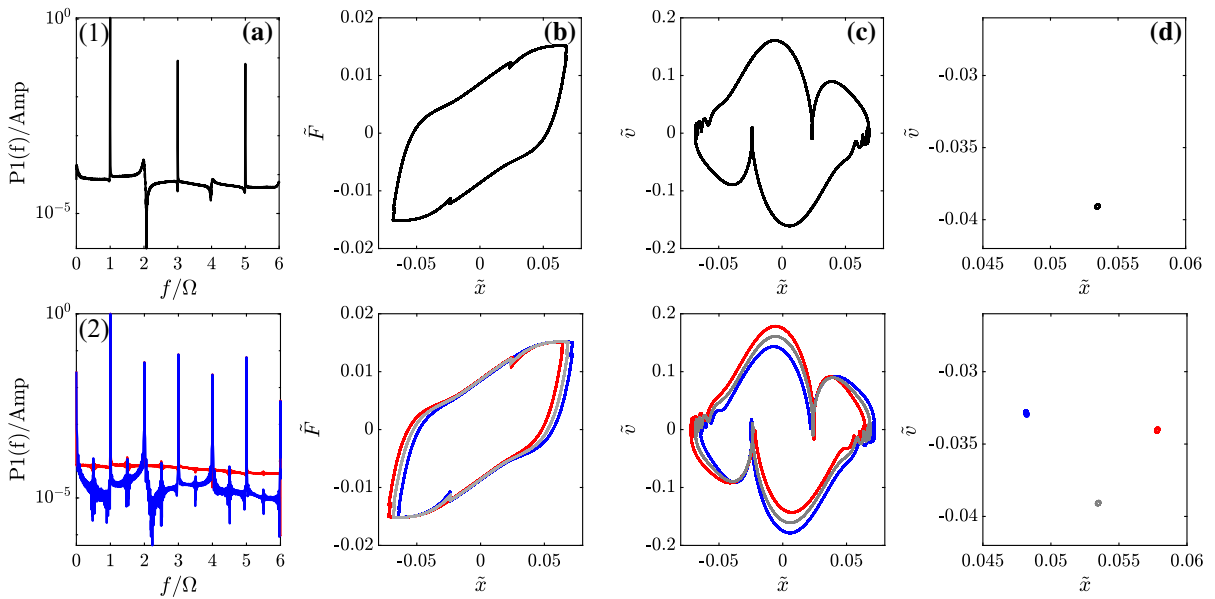 (1) (a) (b) (c) (d)
P1(f)/Amp
10^0
10^-5
0 1 2 3 4 5 6
f/Ω
F̃
0.02
0.01
0
-0.01
-0.02
-0.05 0 0.05
x̃
ṽ
0.2
0.1
0
-0.1
-0.2
-0.05 0 0.05
x̃
ṽ
-0.03
-0.035
-0.04
0.045 0.05 0.055 0.06
x̃
(2)
P1(f)/Amp
10^0
10^-5
0 1 2 3 4 5 6
f/Ω
F̃
0.02
0.01
0
-0.01
-0.02
-0.05 0 0.05
x̃
ṽ
0.2
0.1
0
-0.1
-0.2
-0.05 0 0.05
x̃
ṽ
-0.03
-0.035
-0.04
0.045 0.05 0.055 0.06
x̃